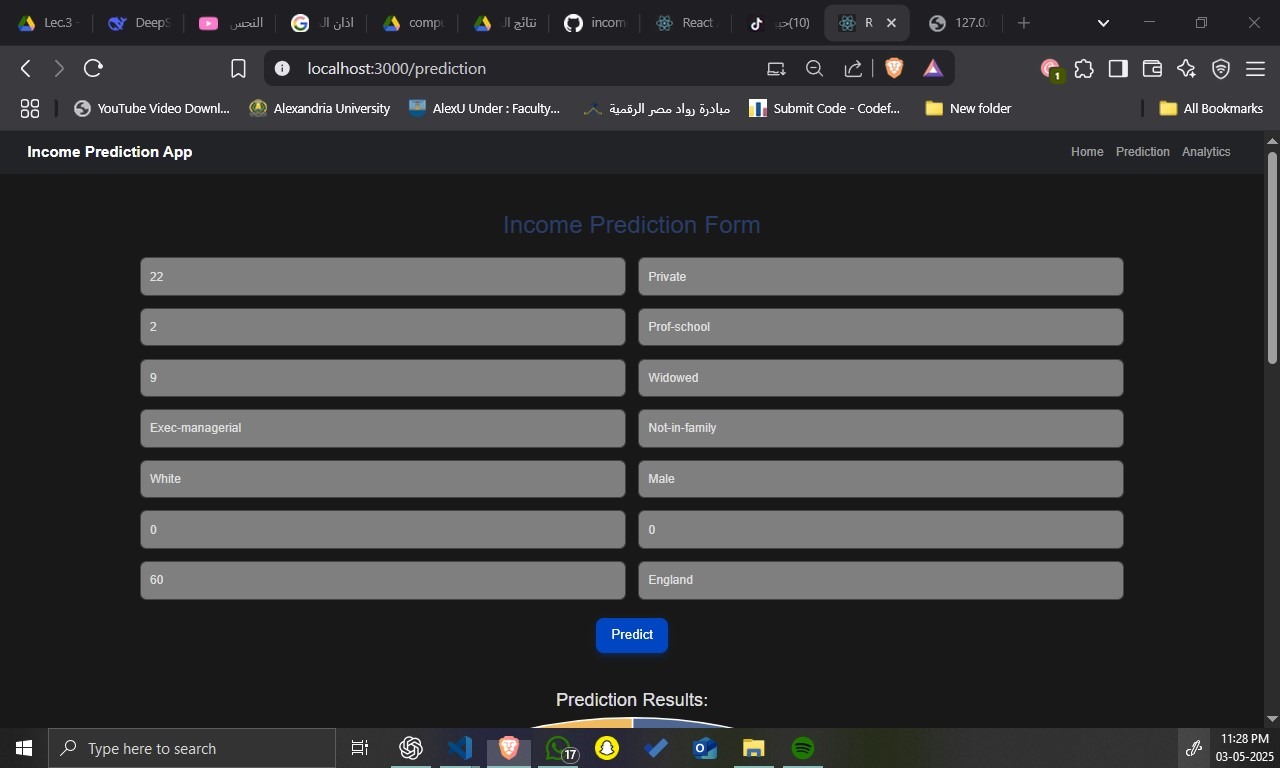 Lec.3
DeepS
النحس
اذان ال
compu
نتائج ال
incom
React
(10)حب
R
127.0.
localhost:3000/prediction
1
YouTube Video Downl...
Alexandria University
AlexU Under : Faculty...
مبادرة رواد مصر الرقمية
Submit Code - Codef...
New folder
All Bookmarks
Income Prediction App
Home
Prediction
Analytics
Income Prediction Form
22
Private
2
Prof-school
9
Widowed
Exec-managerial
Not-in-family
White
Male
0
0
60
England
Predict
Prediction Results:
Type here to search
17
11:28 PM
03-05-2025